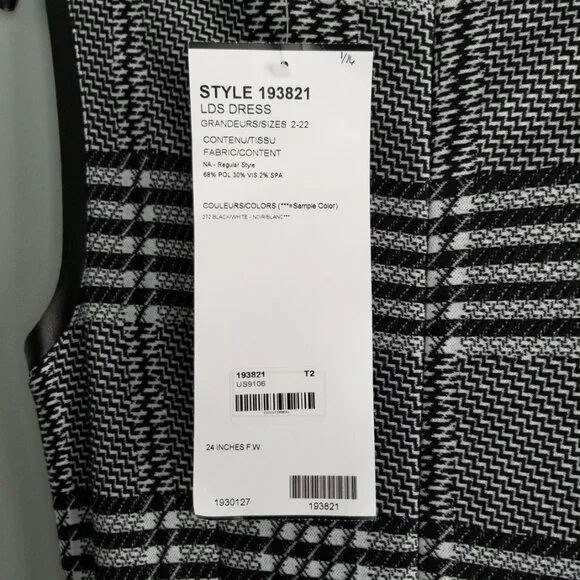 1/16
STYLE 193821
LDS DRESS
GRANDEURS/SIZES 2-22
CONTENU/TISSU
FABRIC/CONTENT
NA - Regular Style
68% POL 30% VIS 2% SPA
COULEURS/COLORS (***=Sample Color)
272 BLACK/WHITE - NOIR/BLANC***
193821 T2
US9106
24 INCHES F.W
1930127 193821